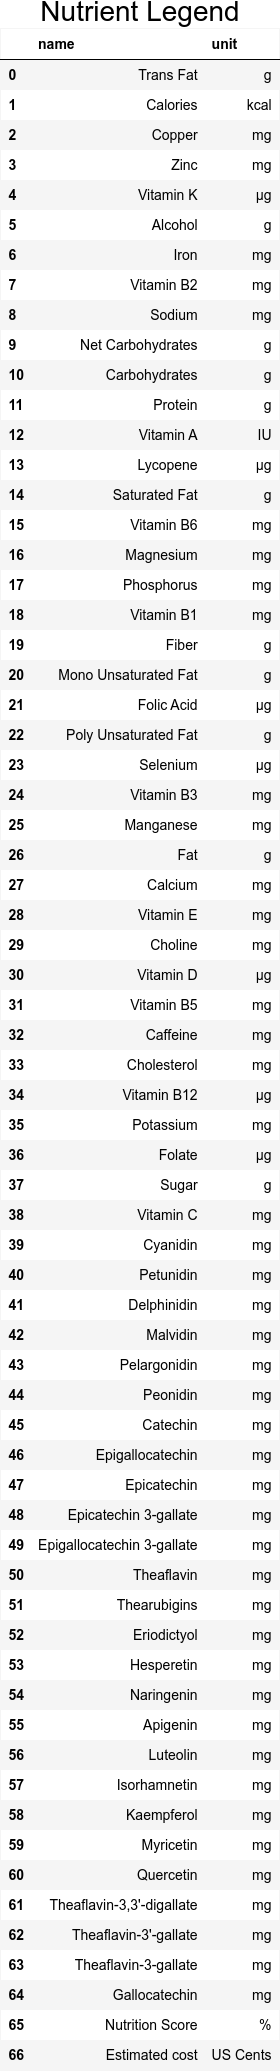 Nutrient Legend
name unit
0 Trans Fat g
1 Calories kcal
2 Copper mg
3 Zinc mg
4 Vitamin K µg
5 Alcohol g
6 Iron mg
7 Vitamin B2 mg
8 Sodium mg
9 Net Carbohydrates g
10 Carbohydrates g
11 Protein g
12 Vitamin A IU
13 Lycopene µg
14 Saturated Fat g
15 Vitamin B6 mg
16 Magnesium mg
17 Phosphorus mg
18 Vitamin B1 mg
19 Fiber g
20 Mono Unsaturated Fat g
21 Folic Acid µg
22 Poly Unsaturated Fat g
23 Selenium µg
24 Vitamin B3 mg
25 Manganese mg
26 Fat g
27 Calcium mg
28 Vitamin E mg
29 Choline mg
30 Vitamin D µg
31 Vitamin B5 mg
32 Caffeine mg
33 Cholesterol mg
34 Vitamin B12 µg
35 Potassium mg
36 Folate µg
37 Sugar g
38 Vitamin C mg
39 Cyanidin mg
40 Petunidin mg
41 Delphinidin mg
42 Malvidin mg
43 Pelargonidin mg
44 Peonidin mg
45 Catechin mg
46 Epigallocatechin mg
47 Epicatechin mg
48 Epicatechin 3-gallate mg
49 Epigallocatechin 3-gallate mg
50 Theaflavin mg
51 Thearubigins mg
52 Eriodictyol mg
53 Hesperetin mg
54 Naringenin mg
55 Apigenin mg
56 Luteolin mg
57 Isorhamnetin mg
58 Kaempferol mg
59 Myricetin mg
60 Quercetin mg
61 Theaflavin-3,3'-digallate mg
62 Theaflavin-3'-gallate mg
63 Theaflavin-3-gallate mg
64 Gallocatechin mg
65 Nutrition Score %
66 Estimated cost US Cents